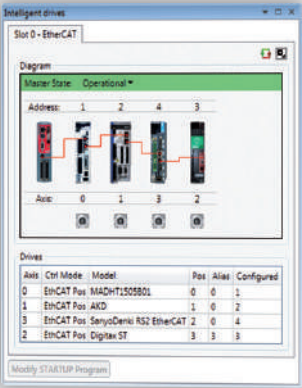 Intelligent drives
Slot 0 - EtherCAT
Diagram
Master State: Operational
Address: 1 2 4 3
Axis: 0 1 3 2
Drives
Axis Ctrl Mode Model Pos Alias Configured
0 EthCAT Pos MADHT1505B01 0 0 1
1 EthCAT Pos AKD 1 0 2
3 EthCAT Pos SanyoDenki RS2 EtherCAT 2 0 4
2 EthCAT Pos Digitax ST 3 3 3
Modify STARTUP Program